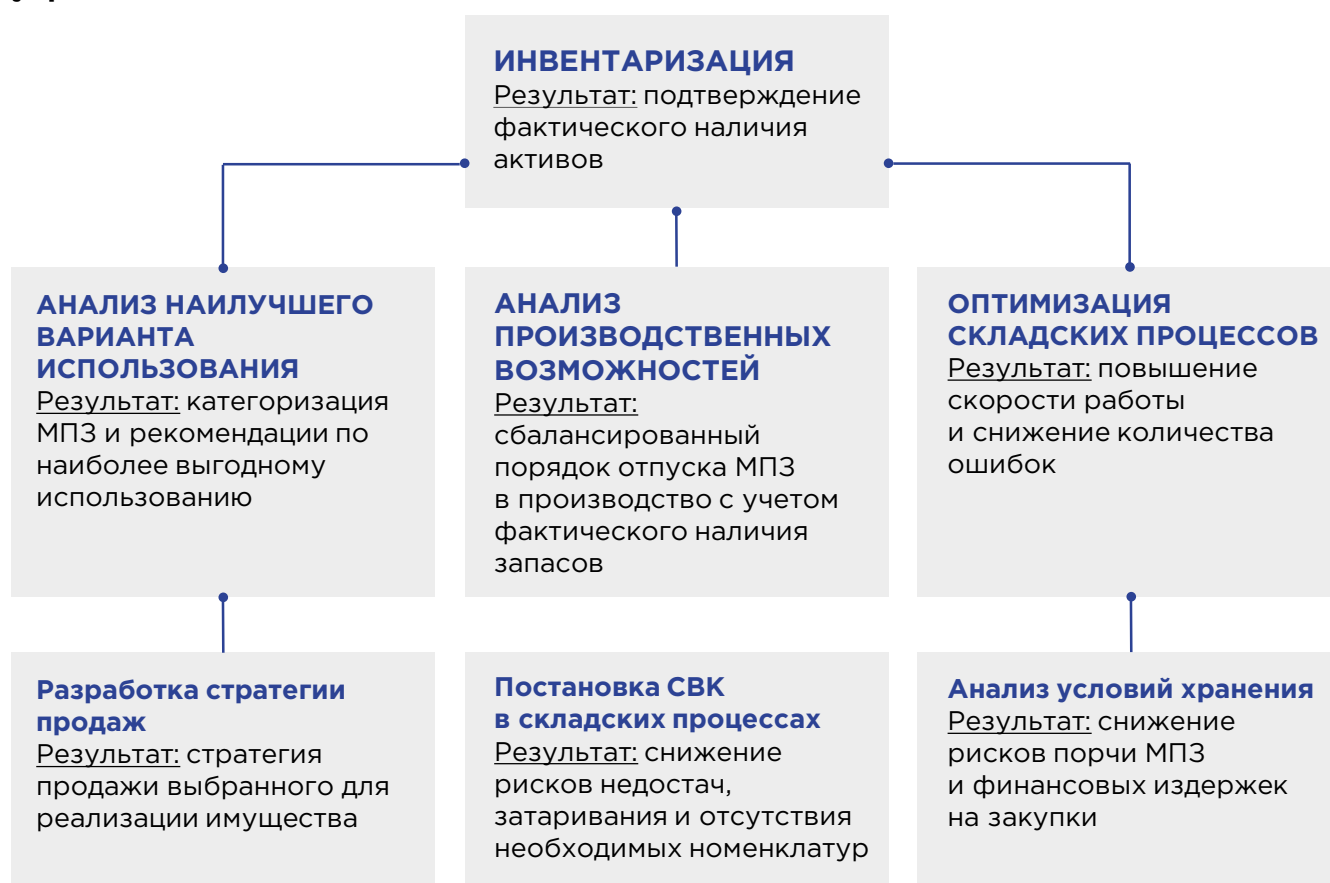 ИНВЕНТАРИЗАЦИЯ
Результат: подтверждение
фактического наличия
активов
АНАЛИЗ НАИЛУЧШЕГО
ВАРИАНТА
ИСПОЛЬЗОВАНИЯ
Результат: категоризация
МПЗ и рекомендации по
наиболее выгодному
использованию
АНАЛИЗ
ПРОИЗВОДСТВЕННЫХ
ВОЗМОЖНОСТЕЙ
Результат:
сбалансированный
порядок отпуска МПЗ
в производство с учетом
фактического наличия
запасов
ОПТИМИЗАЦИЯ
СКЛАДСКИХ ПРОЦЕССОВ
Результат: повышение
скорости работы
и снижение количества
ошибок
Разработка стратегии
продаж
Результат: стратегия
продажи выбранного для
реализации имущества
Постановка СВК
в складских процессах
Результат: снижение
рисков недостач,
затаривания и отсутствия
необходимых номенклатур
Анализ условий хранения
Результат: снижение
рисков порчи МПЗ
и финансовых издержек
на закупки